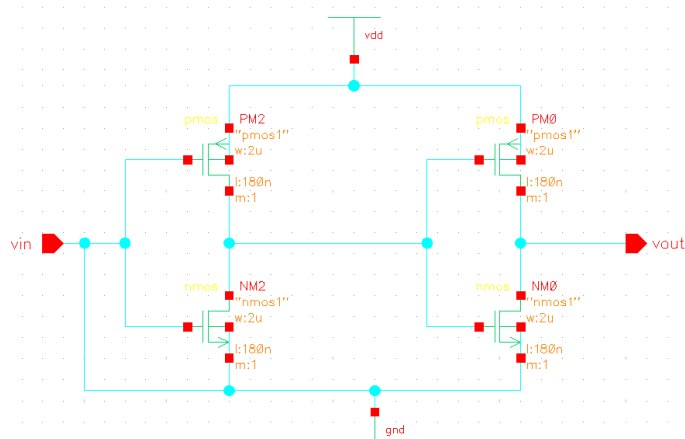 vdd
pmos PM2
"pmos1"
w:2u
l:180n
m:1
pmos PM0
"pmos1"
w:2u
l:180n
m:1
vin
vout
nmos NM2
"nmos1"
w:2u
l:180n
m:1
nmos NM0
"nmos1"
w:2u
l:180n
m:1
gnd